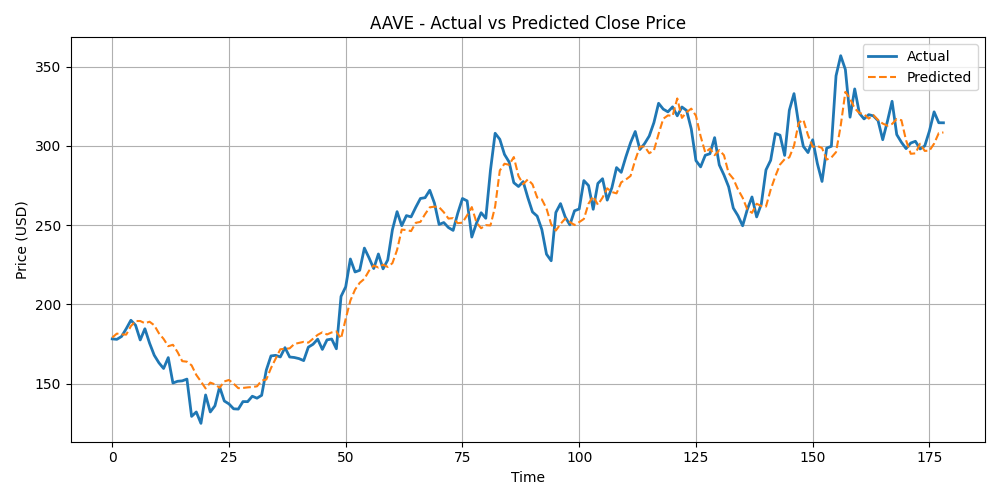 AAVE - Actual vs Predicted Close Price
Actual
Predicted
Price (USD)
350
300
250
200
150
0 25 50 75 100 125 150 175
Time